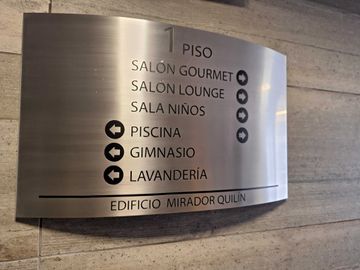 1 PISO
SALÓN GOURMET
SALON LOUNGE
SALA NIÑOS
PISCINA
GIMNASIO
LAVANDERÍA
EDIFICIO MIRADOR QUILIN